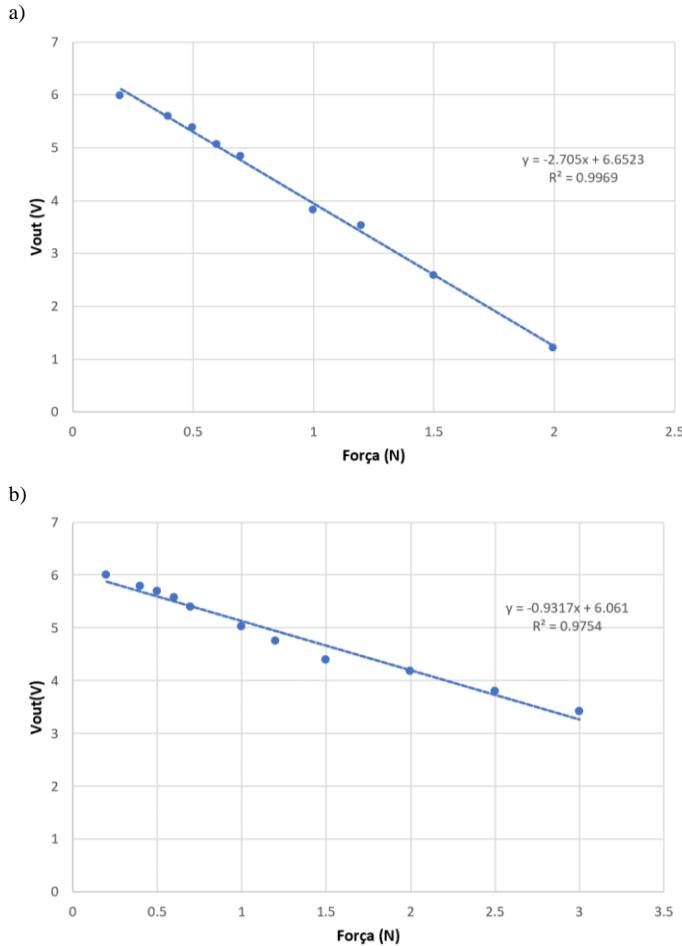 a)
7
6
5
4
3
2
1
0
Vout (V)
y = -2.705x + 6.6523
R² = 0.9969
0 0.5 1 1.5 2 2.5
Força (N)
b)
7
6
5
4
3
2
1
0
Vout(V)
y = -0.9317x + 6.061
R² = 0.9754
0 0.5 1 1.5 2 2.5 3 3.5
Força (N)